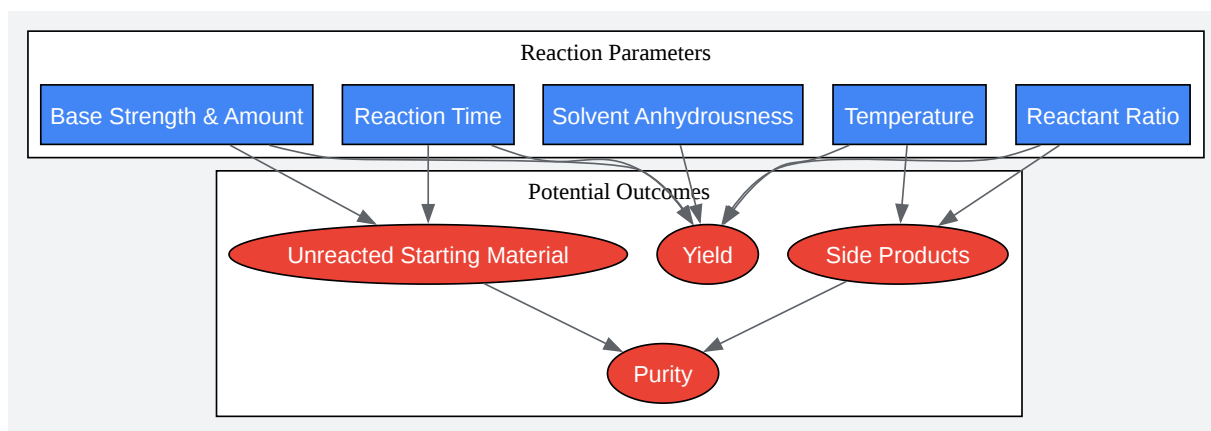 Reaction Parameters
Base Strength & Amount
Reaction Time
Solvent Anhydrousness
Temperature
Reactant Ratio
Potential Outcomes
Unreacted Starting Material
Yield
Side Products
Purity